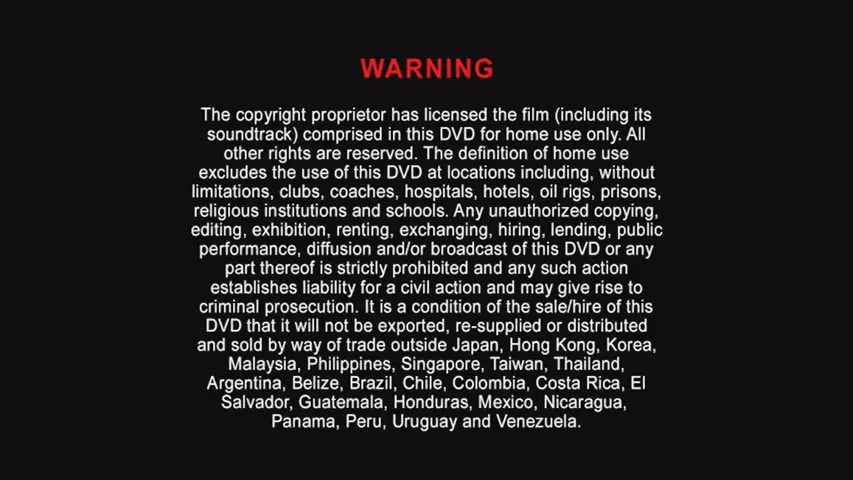 WARNING
The copyright proprietor has licensed the film (including its
soundtrack) comprised in this DVD for home use only. All
other rights are reserved. The definition of home use
excludes the use of this DVD at locations including, without
limitations, clubs, coaches, hospitals, hotels, oil rigs, prisons,
religious institutions and schools. Any unauthorized copying,
editing, exhibition, renting, exchanging, hiring, lending, public
performance, diffusion and/or broadcast of this DVD or any
part thereof is strictly prohibited and any such action
establishes liability for a civil action and may give rise to
criminal prosecution. It is a condition of the sale/hire of this
DVD that it will not be exported, re-supplied or distributed
and sold by way of trade outside Japan, Hong Kong, Korea,
Malaysia, Philippines, Singapore, Taiwan, Thailand,
Argentina, Belize, Brazil, Chile, Colombia, Costa Rica, El
Salvador, Guatemala, Honduras, Mexico, Nicaragua,
Panama, Peru, Uruguay and Venezuela.